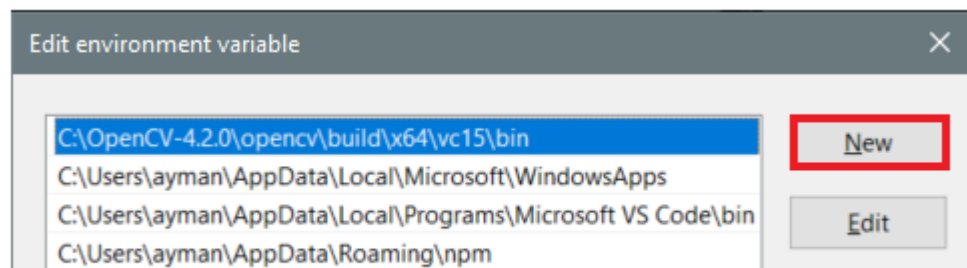 Edit environment variable
C:\OpenCV-4.2.0\opencv\build\x64\vc15\bin
New
C:\Users\ayman\AppData\Local\Microsoft\WindowsApps
C:\Users\ayman\AppData\Local\Programs\Microsoft VS Code\bin
Edit
C:\Users\ayman\AppData\Roaming\npm